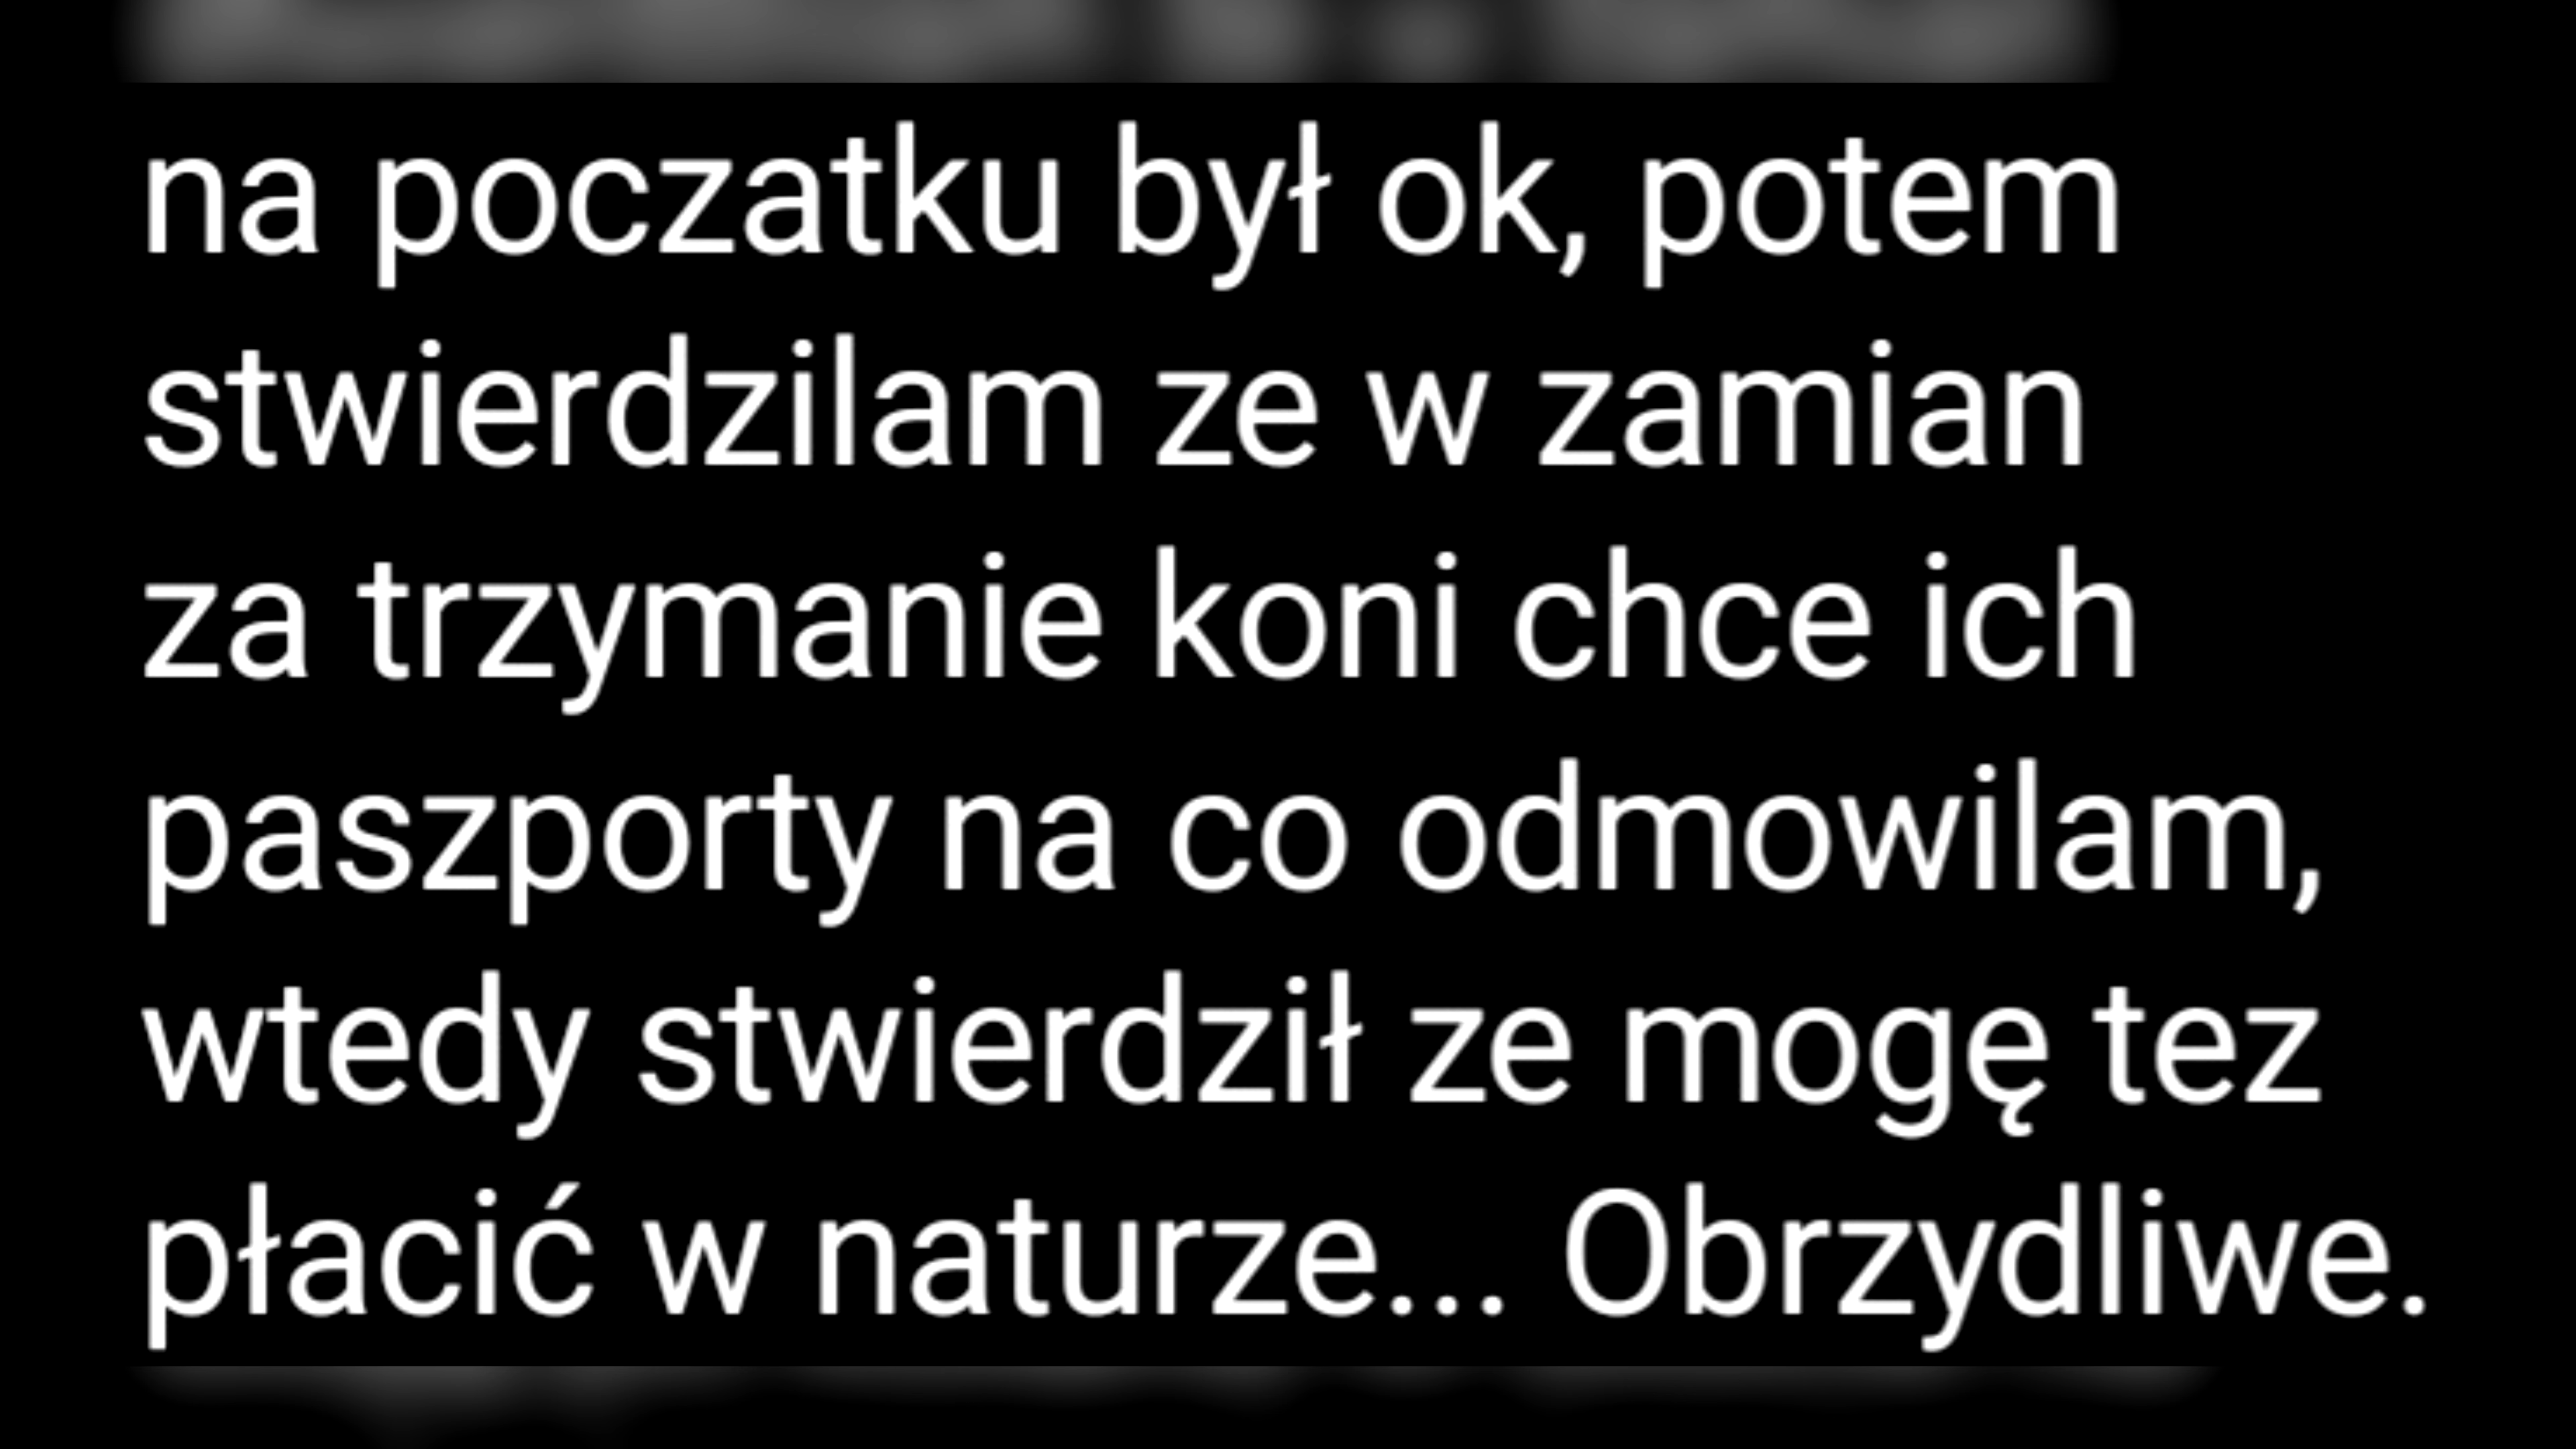 na poczatku był ok, potem
stwierdzilam ze w zamian
za trzymanie koni chce ich
paszporty na co odmowilam,
wtedy stwierdził ze mogę tez
płacić w naturze... Obrzydliwe.